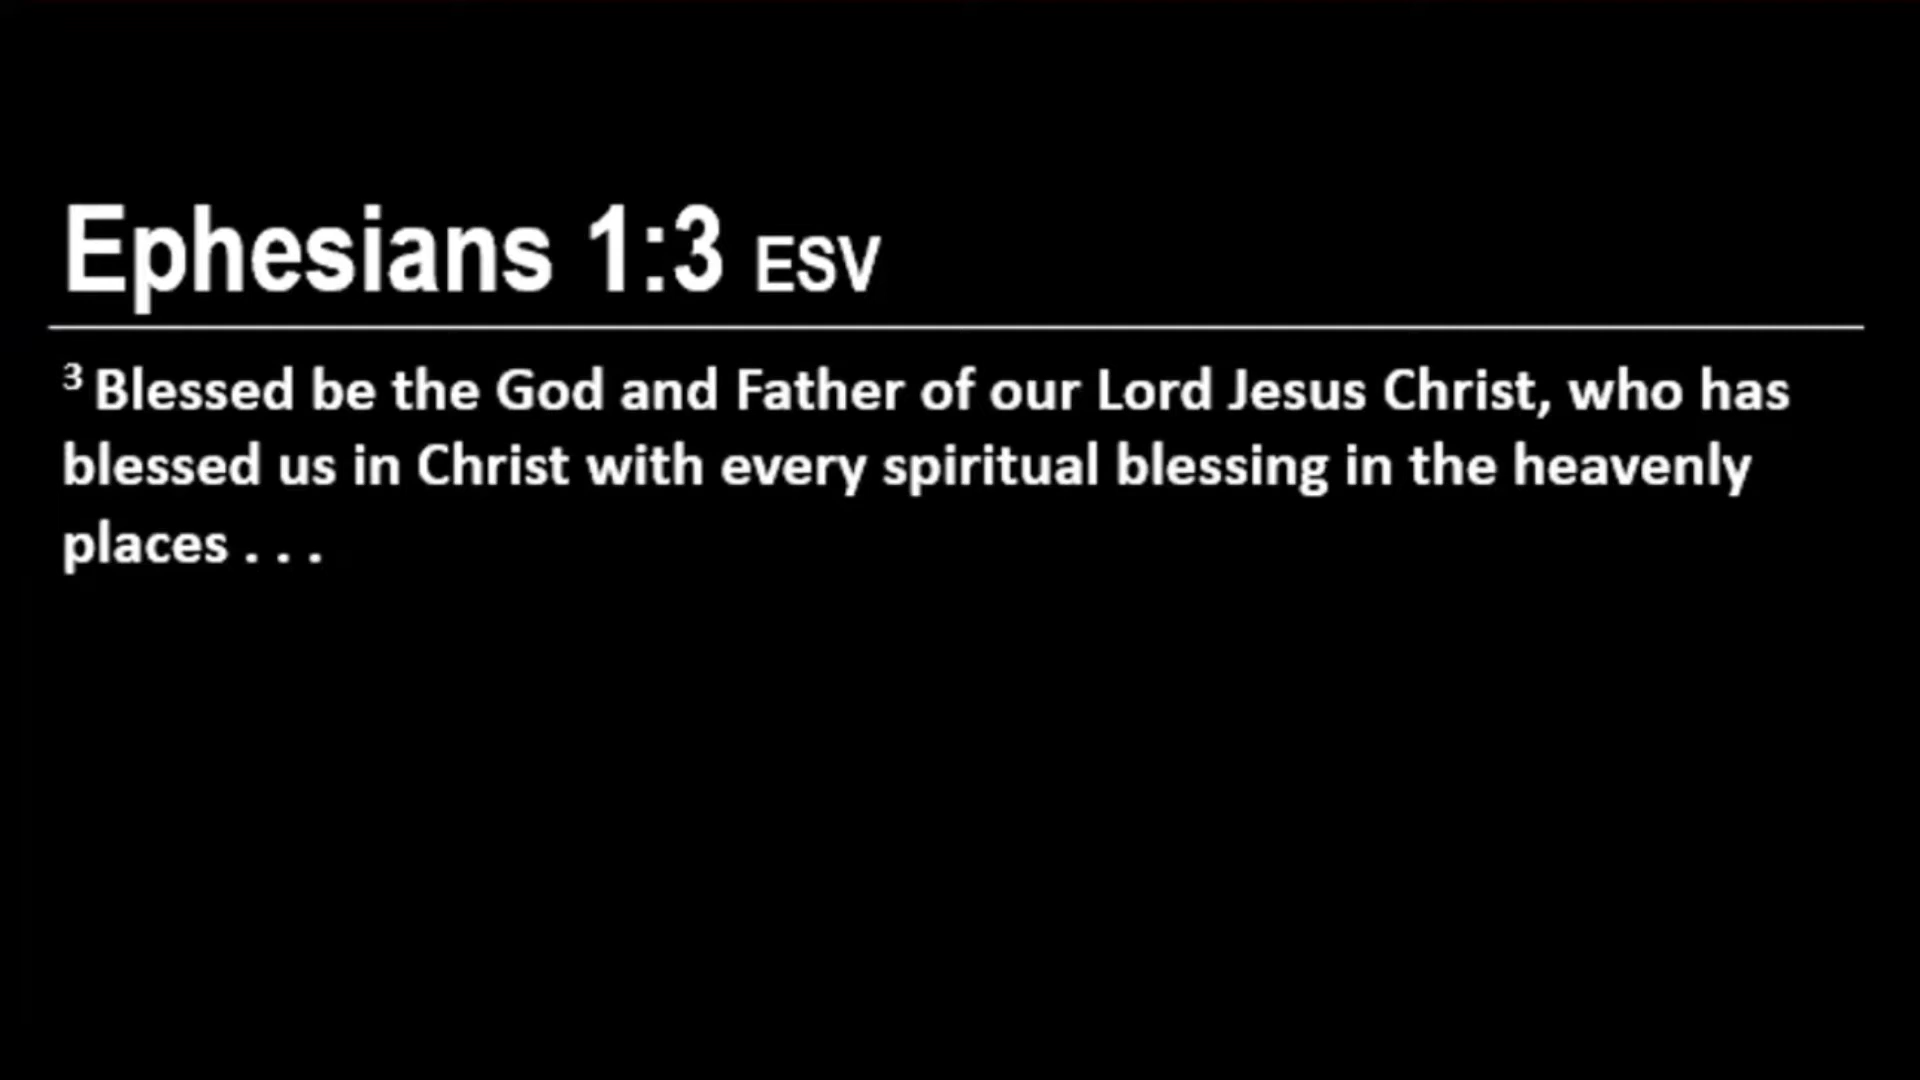 Ephesians 1:3 ESV
³ Blessed be the God and Father of our Lord Jesus Christ, who has
blessed us in Christ with every spiritual blessing in the heavenly
places . . .